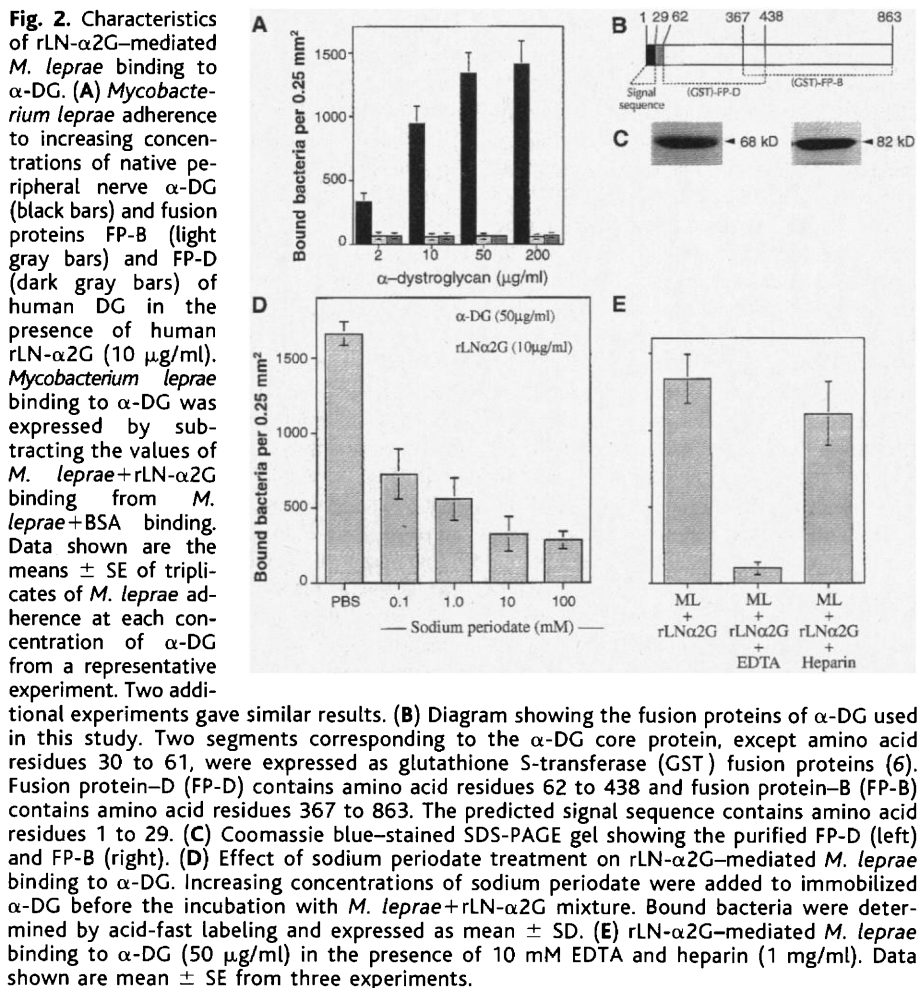 Fig. 2. Characteristics
of rLN-α2G–mediated
M. leprae binding to
α-DG. (A) Mycobacte-
rium leprae adherence
to increasing concen-
trations of native pe-
ripheral nerve α-DG
(black bars) and fusion
proteins FP-B (light
gray bars) and FP-D
(dark gray bars) of
human DG in the
presence of human
rLN-α2G (10 μg/ml).
Mycobacterium leprae
binding to α-DG was
expressed by sub-
tracting the values of
M. leprae+rLN-α2G
binding from M.
leprae+BSA binding.
Data shown are the
means ± SE of tripli-
cates of M. leprae ad-
herence at each con-
centration of α-DG
from a representative
experiment. Two addi-
tional experiments gave similar results. (B) Diagram showing the fusion proteins of α-DG used
in this study. Two segments corresponding to the α-DG core protein, except amino acid
residues 30 to 61, were expressed as glutathione S-transferase (GST) fusion proteins (6).
Fusion protein–D (FP-D) contains amino acid residues 62 to 438 and fusion protein–B (FP-B)
contains amino acid residues 367 to 863. The predicted signal sequence contains amino acid
residues 1 to 29. (C) Coomassie blue–stained SDS-PAGE gel showing the purified FP-D (left)
and FP-B (right). (D) Effect of sodium periodate treatment on rLN-α2G–mediated M. leprae
binding to α-DG. Increasing concentrations of sodium periodate were added to immobilized
α-DG before the incubation with M. leprae+rLN-α2G mixture. Bound bacteria were deter-
mined by acid-fast labeling and expressed as mean ± SD. (E) rLN-α2G–mediated M. leprae
binding to α-DG (50 μg/ml) in the presence of 10 mM EDTA and heparin (1 mg/ml). Data
shown are mean ± SE from three experiments.
A
Bound bacteria per 0.25 mm²
1500
1000
500
0
2 10 50 200
α–dystroglycan (μg/ml)
B
1 29 62 367 438 863
Signal
sequence
(GST)-FP-D
(GST)-FP-B
C
68 kD
82 kD
D
α-DG (50μg/ml)
rLNα2G (10μg/ml)
Bound bacteria per 0.25 mm²
1500
1000
500
0
PBS 0.1 1.0 10 100
Sodium periodate (mM)
E
ML
+
rLNα2G
ML
+
rLNα2G
+
EDTA
ML
+
rLNα2G
+
Heparin